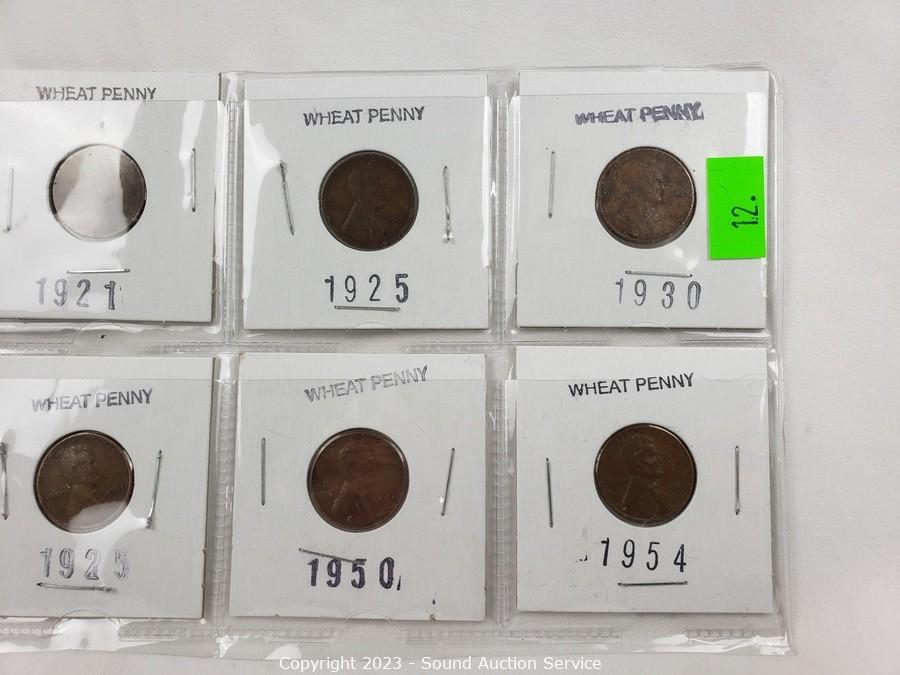 WHEAT PENNY
1921
WHEAT PENNY
1925
WHEAT PENNY
12.
1930
WHEAT PENNY
1925
WHEAT PENNY
1950
WHEAT PENNY
1954
Copyright 2023 - Sound Auction Service